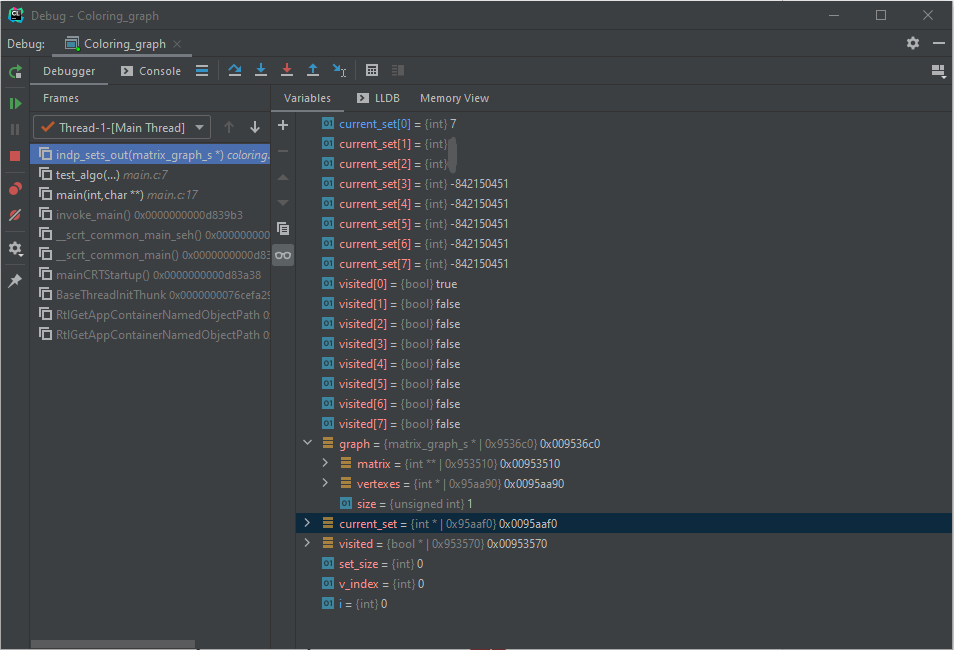 Debug - Coloring_graph
Debug: Coloring_graph
Debugger Console
Frames Variables LLDB Memory View
Thread-1-[Main Thread]
indp_sets_out(matrix_graph_s *) coloring.
test_algo(...) main.c:7
main(int,char **) main.c:17
invoke_main() 0x0000000000d839b3
__scrt_common_main_seh() 0x00000000
__scrt_common_main() 0x0000000000d83
mainCRTStartup() 0x0000000000d83a38
BaseThreadInitThunk 0x0000000076cefa29
RtlGetAppContainerNamedObjectPath 0
RtlGetAppContainerNamedObjectPath 0
current_set[0] = {int} 7
current_set[1] = {int}
current_set[2] = {int}
current_set[3] = {int} -842150451
current_set[4] = {int} -842150451
current_set[5] = {int} -842150451
current_set[6] = {int} -842150451
current_set[7] = {int} -842150451
visited[0] = {bool} true
visited[1] = {bool} false
visited[2] = {bool} false
visited[3] = {bool} false
visited[4] = {bool} false
visited[5] = {bool} false
visited[6] = {bool} false
visited[7] = {bool} false
graph = {matrix_graph_s * | 0x9536c0} 0x009536c0
matrix = {int ** | 0x953510} 0x00953510
vertexes = {int * | 0x95aa90} 0x0095aa90
size = {unsigned int} 1
current_set = {int * | 0x95aaf0} 0x0095aaf0
visited = {bool * | 0x953570} 0x00953570
set_size = {int} 0
v_index = {int} 0
i = {int} 0